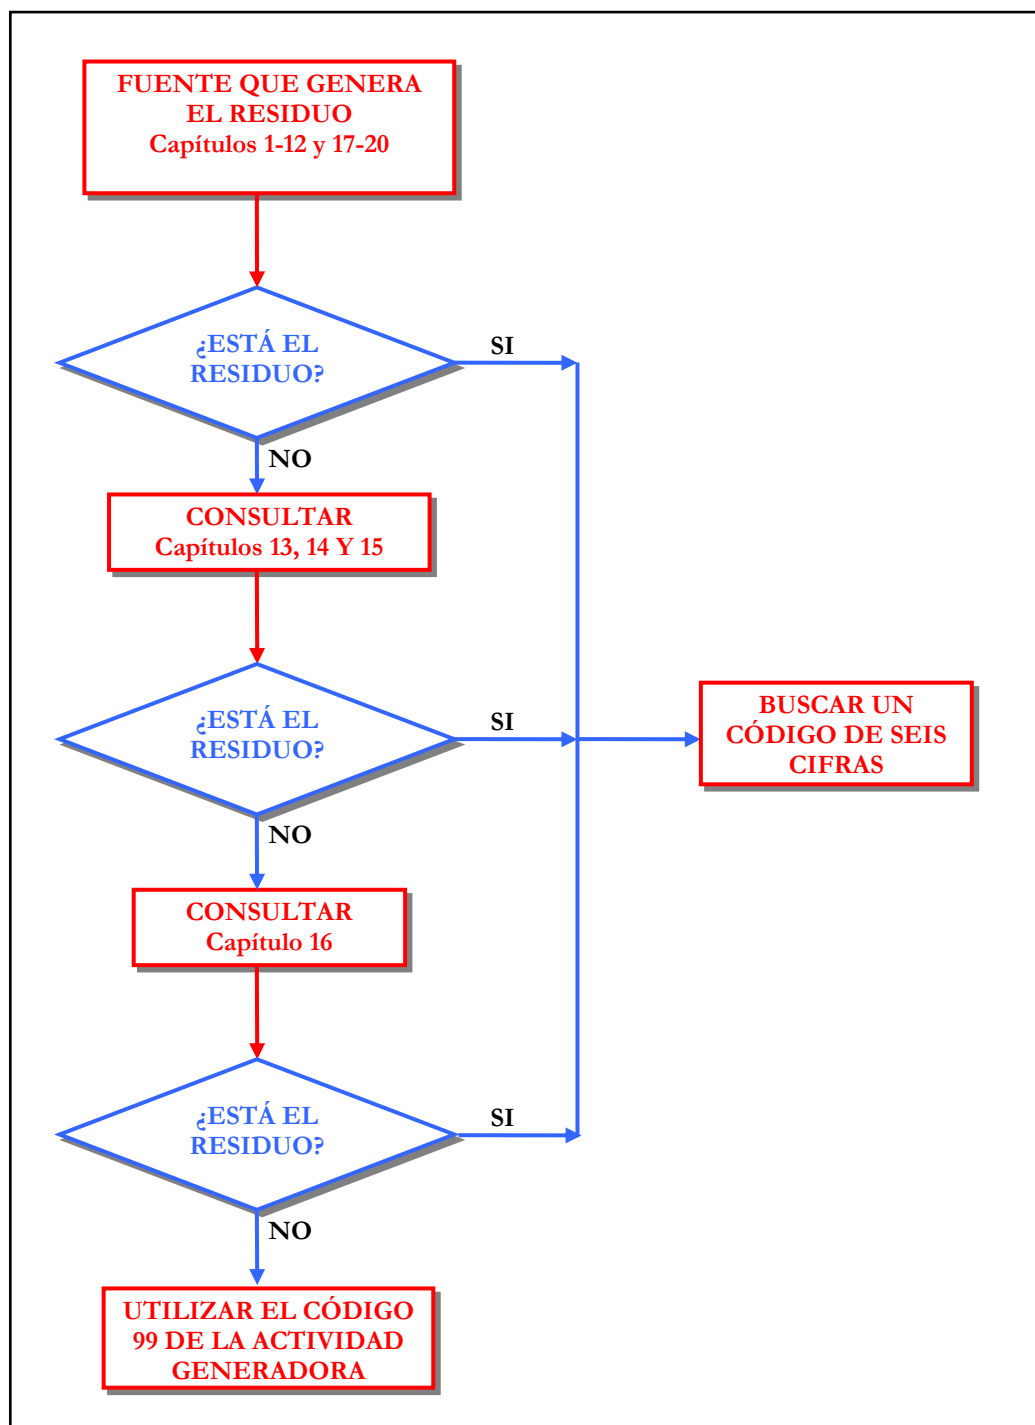 FUENTE QUE GENERA
EL RESIDUO
Capítulos 1-12 y 17-20
¿ESTÁ EL
RESIDUO?
SI
NO
CONSULTAR
Capítulos 13, 14 Y 15
¿ESTÁ EL
RESIDUO?
SI
BUSCAR UN
CÓDIGO DE SEIS
CIFRAS
NO
CONSULTAR
Capítulo 16
¿ESTÁ EL
RESIDUO?
SI
NO
UTILIZAR EL CÓDIGO
99 DE LA ACTIVIDAD
GENERADORA